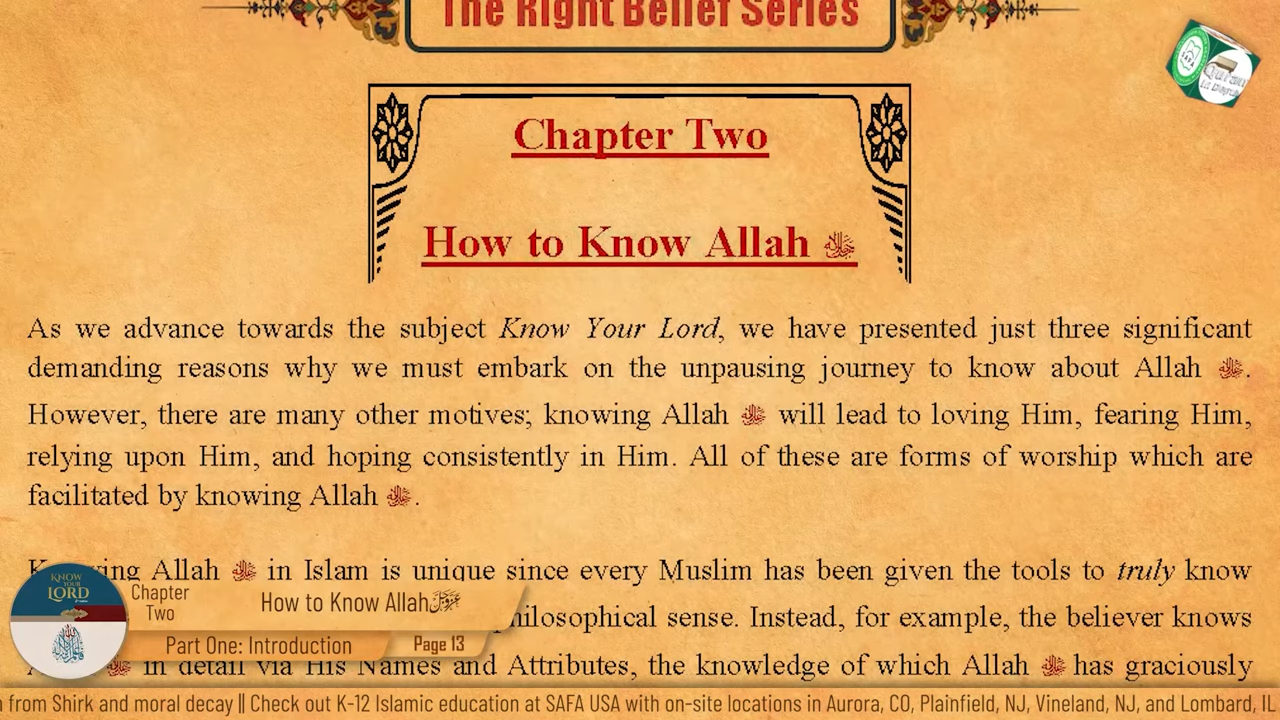 The Right Belief Series
Chapter Two
How to Know Allah ﷻ
As we advance towards the subject Know Your Lord, we have presented just three significant
demanding reasons why we must embark on the unpausing journey to know about Allah ﷻ.
However, there are many other motives; knowing Allah ﷻ will lead to loving Him, fearing Him,
relying upon Him, and hoping consistently in Him. All of these are forms of worship which are
facilitated by knowing Allah ﷻ.
Knowing Allah ﷻ in Islam is unique since every Muslim has been given the tools to truly know
philosophical sense. Instead, for example, the believer knows
ﷻ in detail via His Names and Attributes, the knowledge of which Allah ﷻ has graciously
KNOW
YOUR
LORD
Chapter
Two
How to Know Allah عَزَّوَجَلَّ
Part One: Introduction
Page 13
from Shirk and moral decay || Check out K-12 Islamic education at SAFA USA with on-site locations in Aurora, CO, Plainfield, NJ, Vineland, NJ, and Lombard, IL